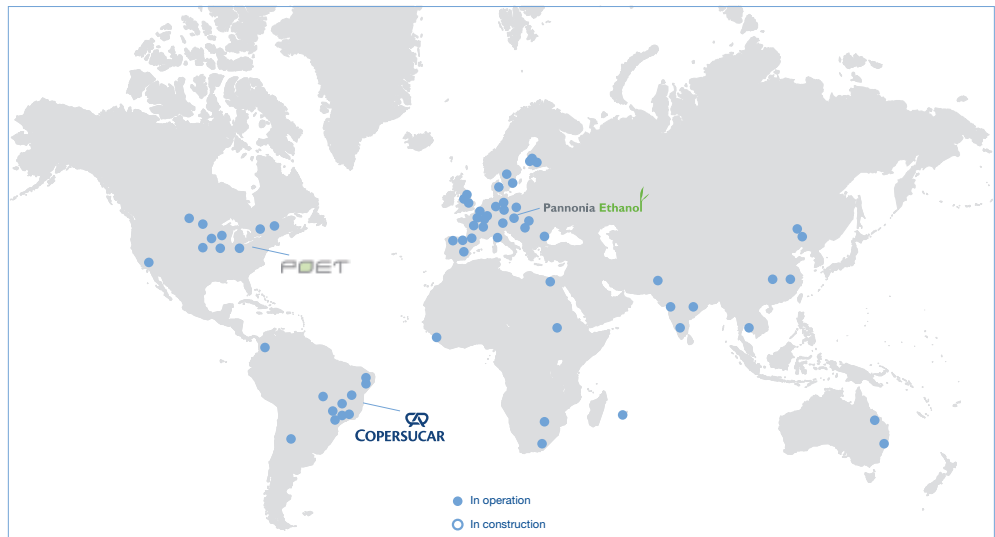 Pannonia Ethanol
POET
COPERSUCAR
In operation
In construction